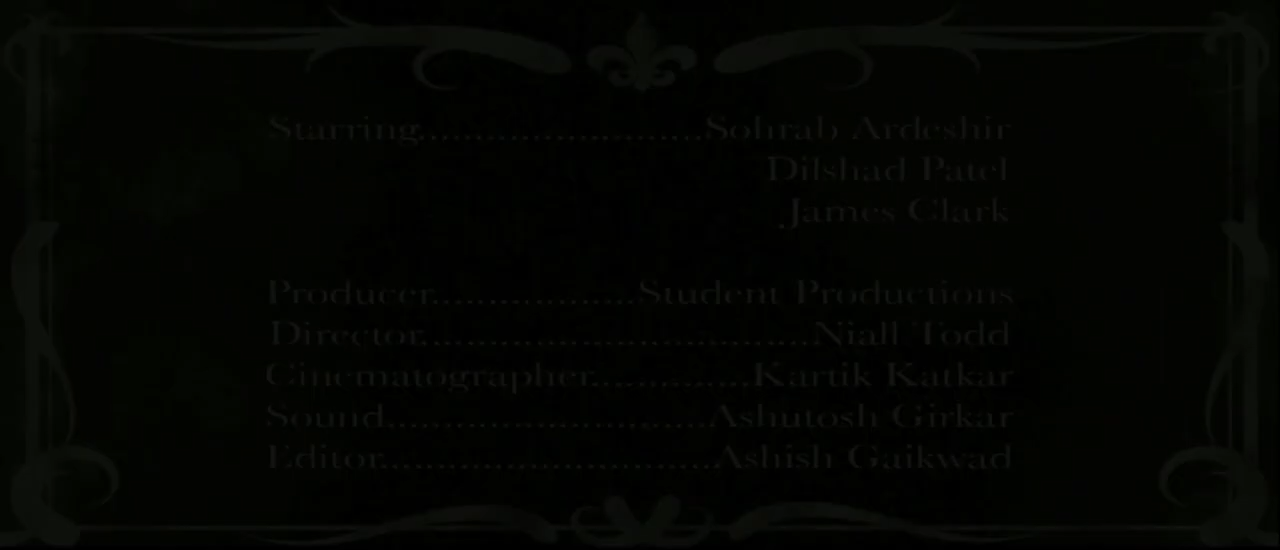 Starring.........................Sohrab Ardeshir
Dilshad Patel
James Clark
Producer..................Student Productions
Director..................................Niall Todd
Cinematographer..............Kartik Katkar
Sound.............................Ashutosh Girkar
Editor..............................Ashish Gaikwad